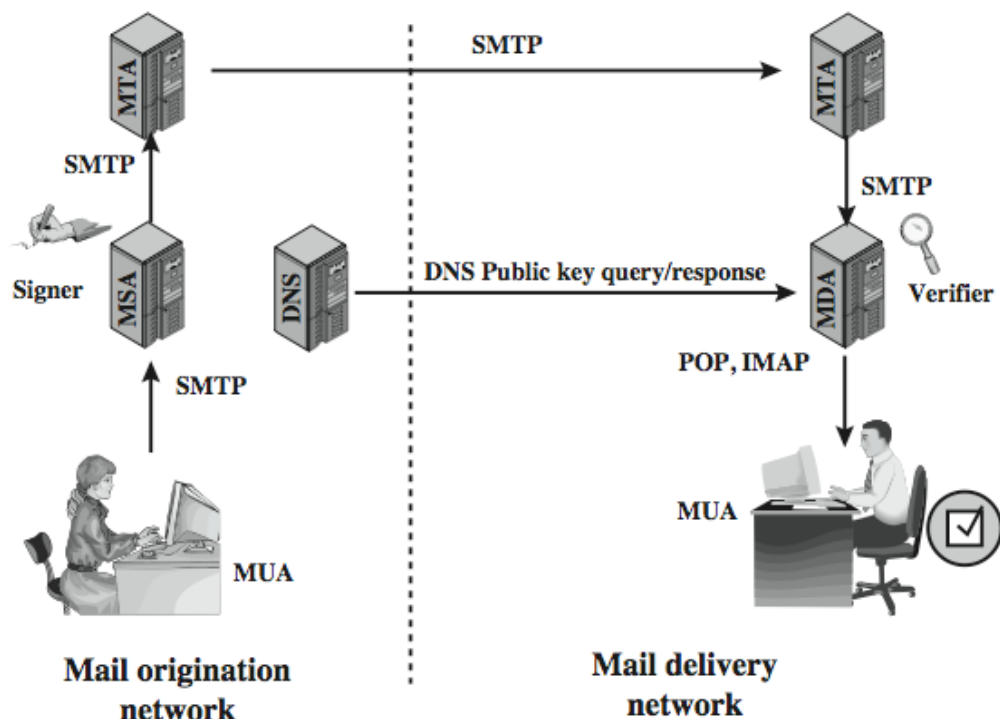 SMTP
MTA
MTA
SMTP
SMTP
Signer
MSA
DNS
DNS Public key query/response
MDA
Verifier
SMTP
POP, IMAP
MUA
MUA
Mail origination
network
Mail delivery
network